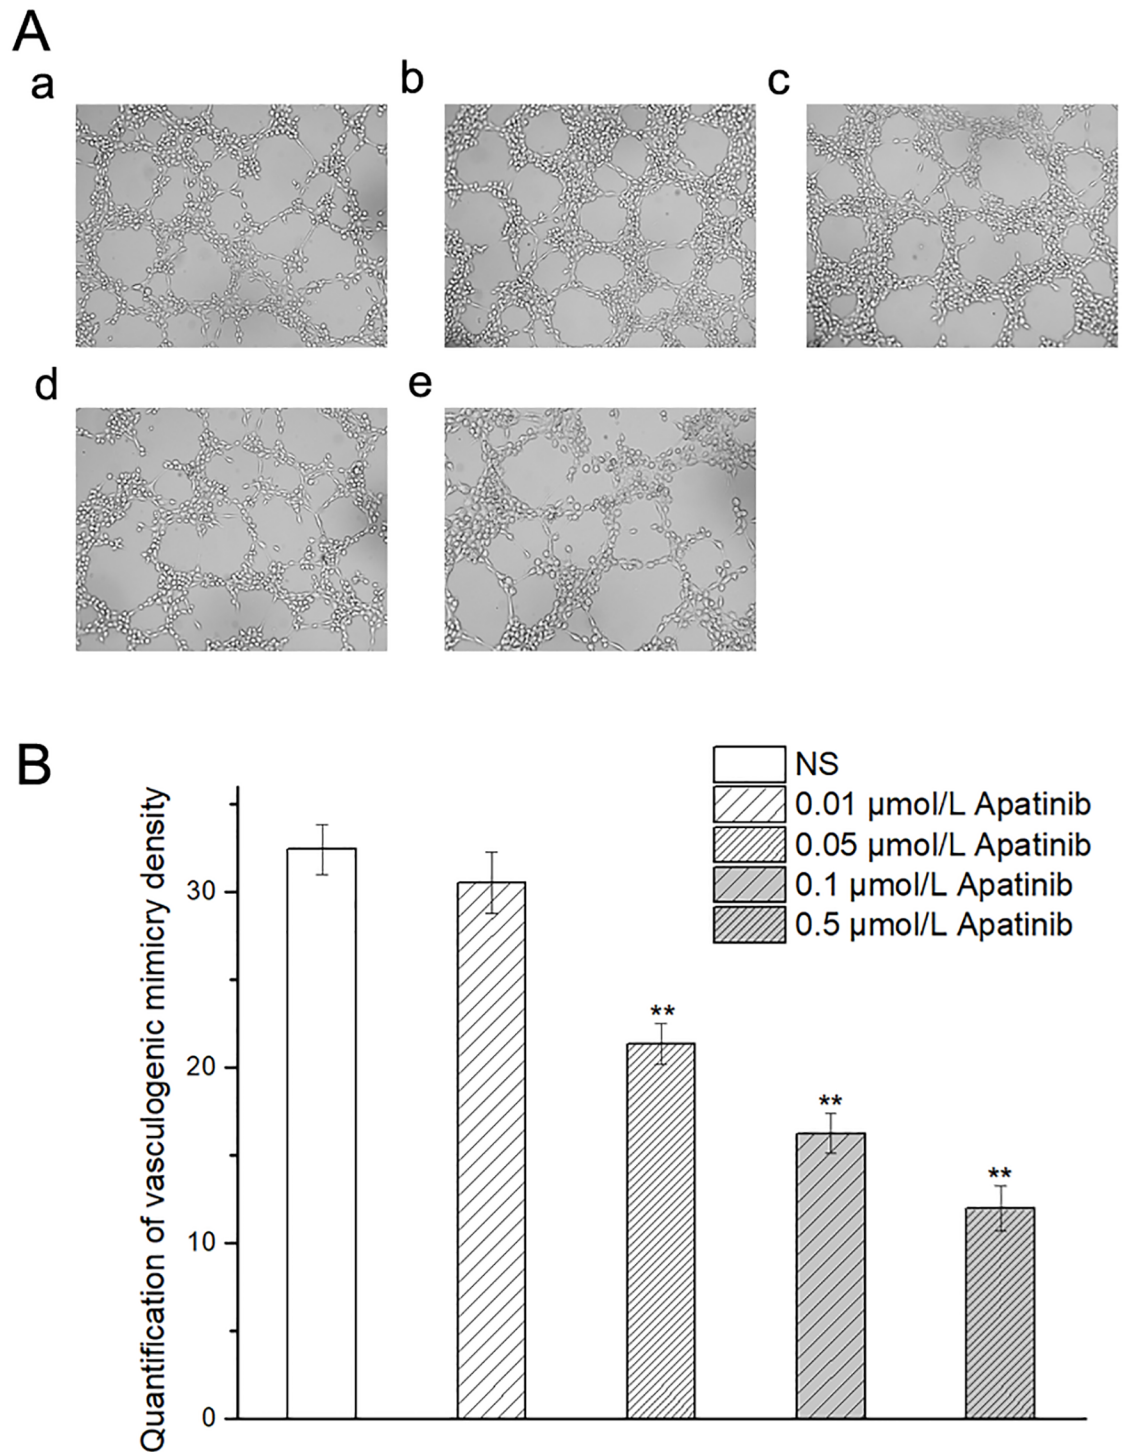 A
a
b
c
d
e
B
Quantification of vasculogenic mimicry density
30
20
10
0
**
**
**
NS
0.01 μmol/L Apatinib
0.05 μmol/L Apatinib
0.1 μmol/L Apatinib
0.5 μmol/L Apatinib